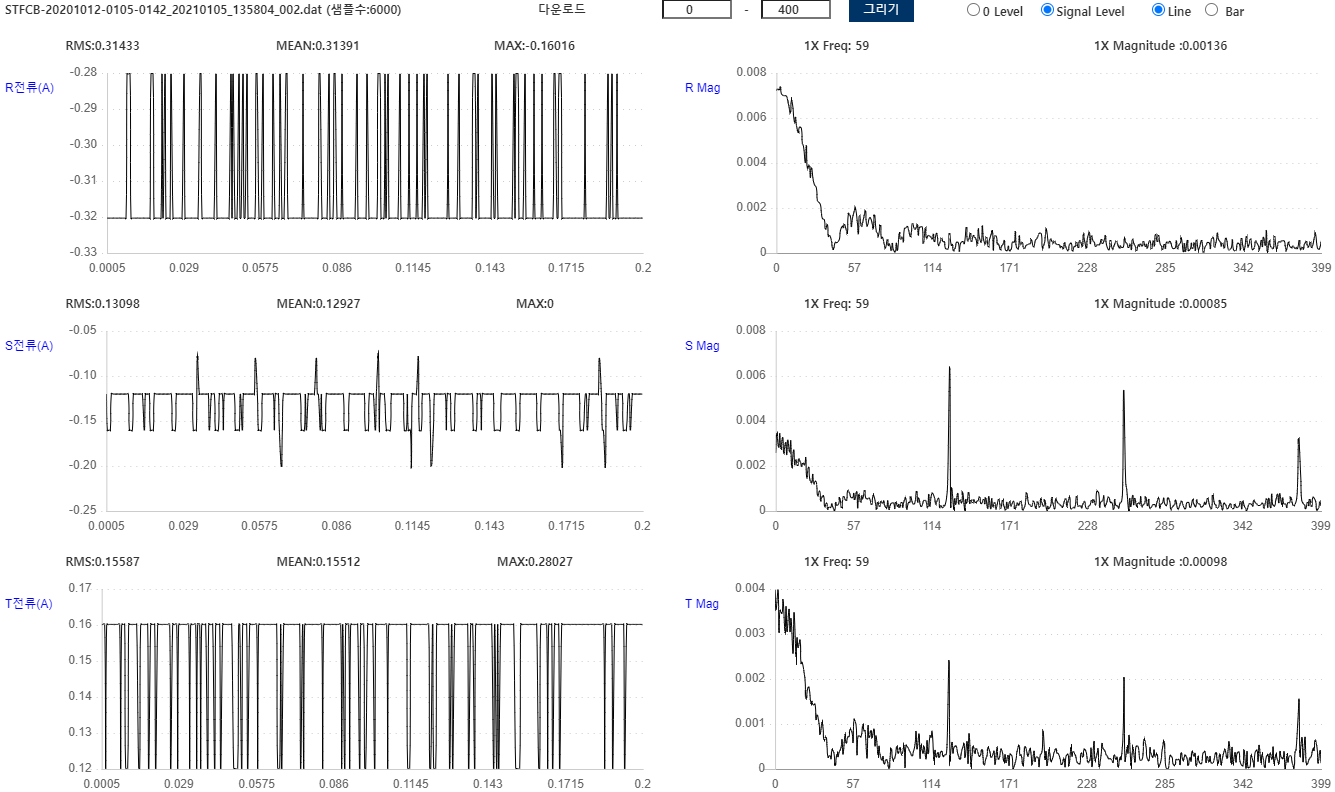 STFCB-20201012-0105-0142_20210105_135804_002.dat (샘플수:6000) 다운로드 0 - 400 그리기 0 Level Signal Level Line Bar
RMS:0.31433 MEAN:0.31391 MAX:-0.16016 1X Freq: 59 1X Magnitude :0.00136
R전류(A)
-0.28
-0.29
-0.30
-0.31
-0.32
-0.33
0.0005 0.029 0.0575 0.086 0.1145 0.143 0.1715 0.2
R Mag
0.008
0.006
0.004
0.002
0
0 57 114 171 228 285 342 399
RMS:0.13098 MEAN:0.12927 MAX:0 1X Freq: 59 1X Magnitude :0.00085
S전류(A)
-0.05
-0.10
-0.15
-0.20
-0.25
0.0005 0.029 0.0575 0.086 0.1145 0.143 0.1715 0.2
S Mag
0.008
0.006
0.004
0.002
0
0 57 114 171 228 285 342 399
RMS:0.15587 MEAN:0.15512 MAX:0.28027 1X Freq: 59 1X Magnitude :0.00098
T전류(A)
0.17
0.16
0.15
0.14
0.13
0.12
0.0005 0.029 0.0575 0.086 0.1145 0.143 0.1715 0.2
T Mag
0.004
0.003
0.002
0.001
0
0 57 114 171 228 285 342 399